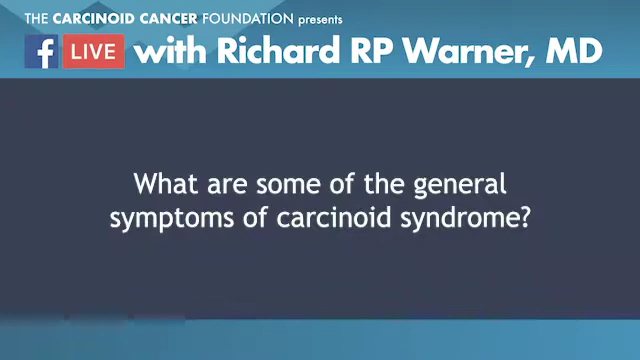 THE CARCINOID CANCER FOUNDATION presents
f LIVE with Richard RP Warner, MD
What are some of the general
symptoms of carcinoid syndrome?